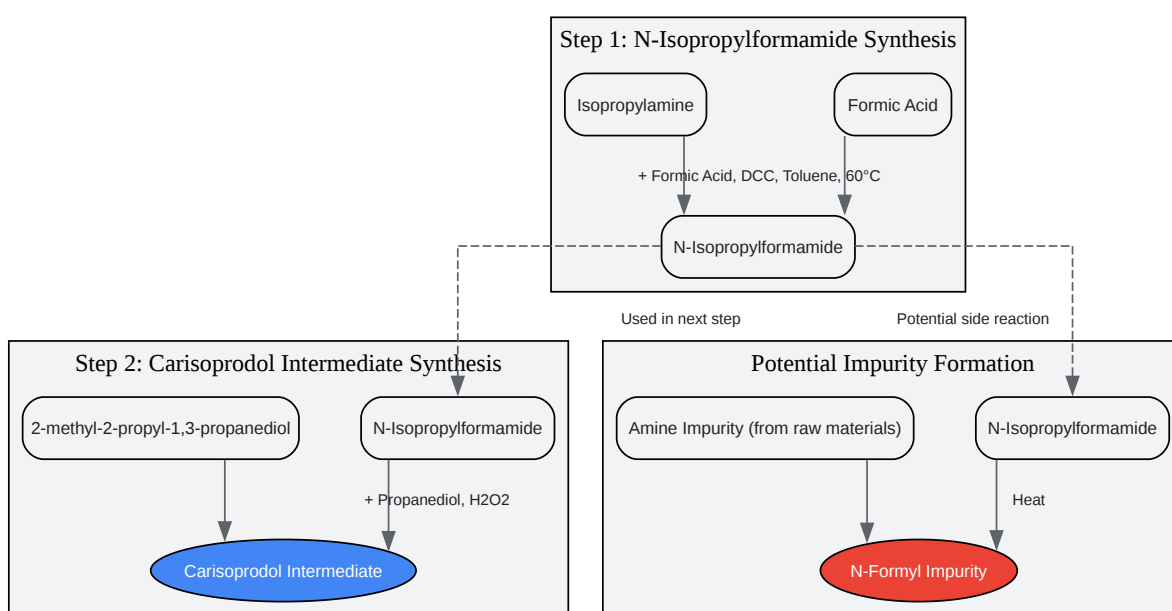 Step 1: N-Isopropylformamide Synthesis
Isopropylamine
Formic Acid
+ Formic Acid, DCC, Toluene, 60°C
N-Isopropylformamide
Used in next step
Potential side reaction
Step 2: Carisoprodol Intermediate Synthesis
2-methyl-2-propyl-1,3-propanediol
N-Isopropylformamide
+ Propanediol, H2O2
Carisoprodol Intermediate
Potential Impurity Formation
Amine Impurity (from raw materials)
N-Isopropylformamide
Heat
N-Formyl Impurity